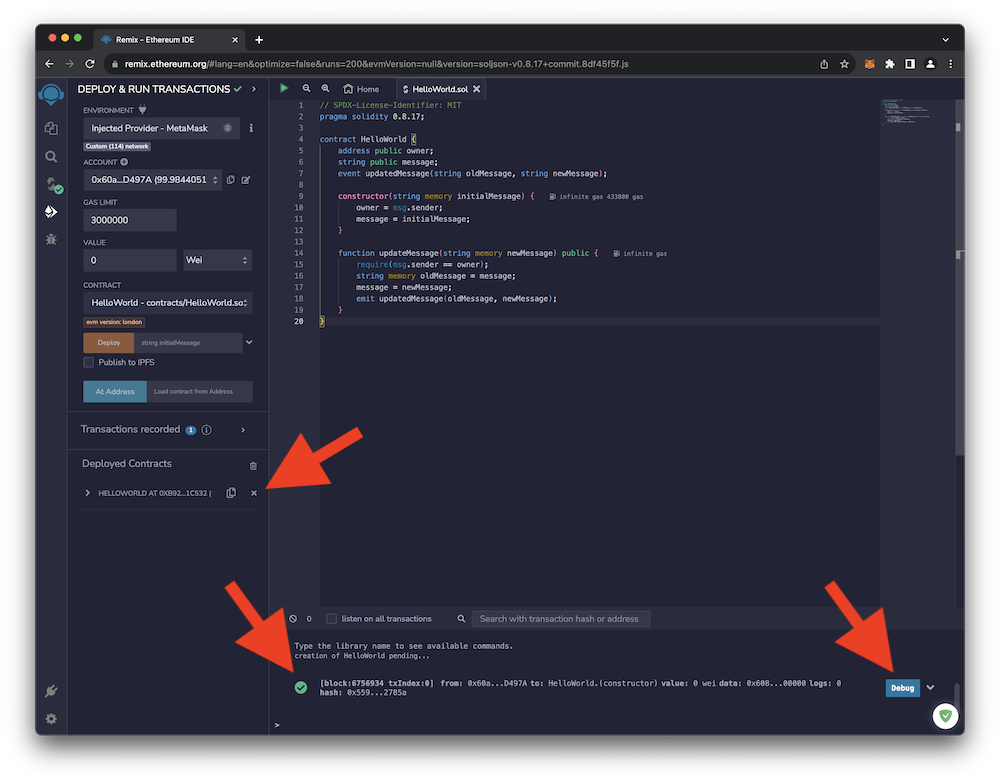 Remix - Ethereum IDE
remix.ethereum.org/#lang=en&optimize=false&runs=200&evmVersion=null&version=soljson-v0.8.17+commit.8df45f5f.js
DEPLOY & RUN TRANSACTIONS
ENVIRONMENT
Injected Provider - MetaMask
Custom (114) network
ACCOUNT
0x60a...D497A (99.9844051
GAS LIMIT
3000000
VALUE
0 Wei
CONTRACT
HelloWorld - contracts/HelloWorld.so
evm version: london
Deploy string initialMessage
Publish to IPFS
At Address Load contract from Address
Transactions recorded 1 i
Deployed Contracts
HELLOWORLD AT 0XB92...1C532 (
Home HelloWorld.sol
1 // SPDX-License-Identifier: MIT
2 pragma solidity 0.8.17;
3
4 contract HelloWorld {
5 address public owner;
6 string public message;
7 event updatedMessage(string oldMessage, string newMessage);
8
9 constructor(string memory initialMessage) { infinite gas 433800 gas
10 owner = msg.sender;
11 message = initialMessage;
12 }
13
14 function updateMessage(string memory newMessage) public { infinite gas
15 require(msg.sender == owner);
16 string memory oldMessage = message;
17 message = newMessage;
18 emit updatedMessage(oldMessage, newMessage);
19 }
20 }
0 listen on all transactions Search with transaction hash or address
Type the library name to see available commands.
creation of HelloWorld pending...
[block:6756934 txIndex:0] from: 0x60a...D497A to: HelloWorld.(constructor) value: 0 wei data: 0x608...00000 logs: 0
hash: 0x559...2785a
Debug
>